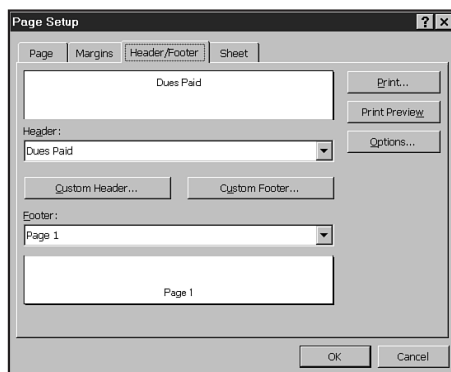 Page Setup
Page Margins Header/Footer Sheet
Dues Paid
Print...
Print Preview
Options...
Header:
Dues Paid
Custom Header... Custom Footer...
Footer:
Page 1
Page 1
OK Cancel